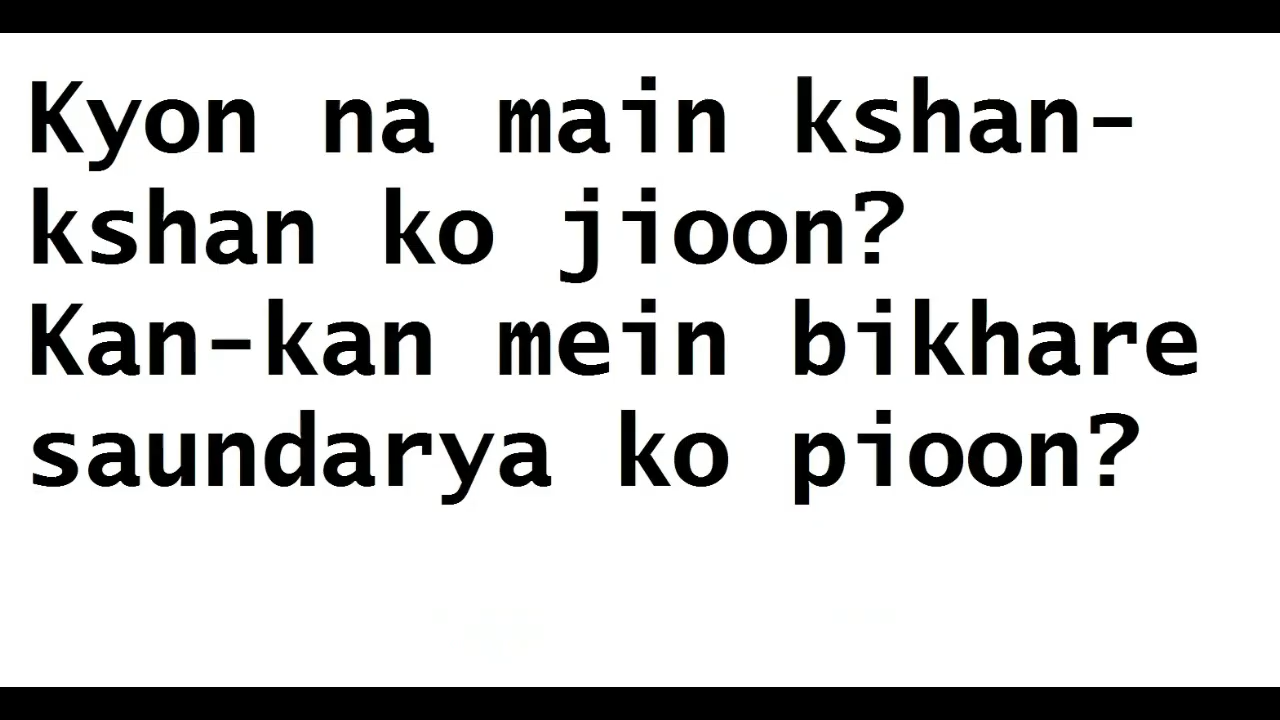 Kyon na main kshan-
kshan ko jioon?
Kan-kan mein bikhare
saundarya ko pioon?